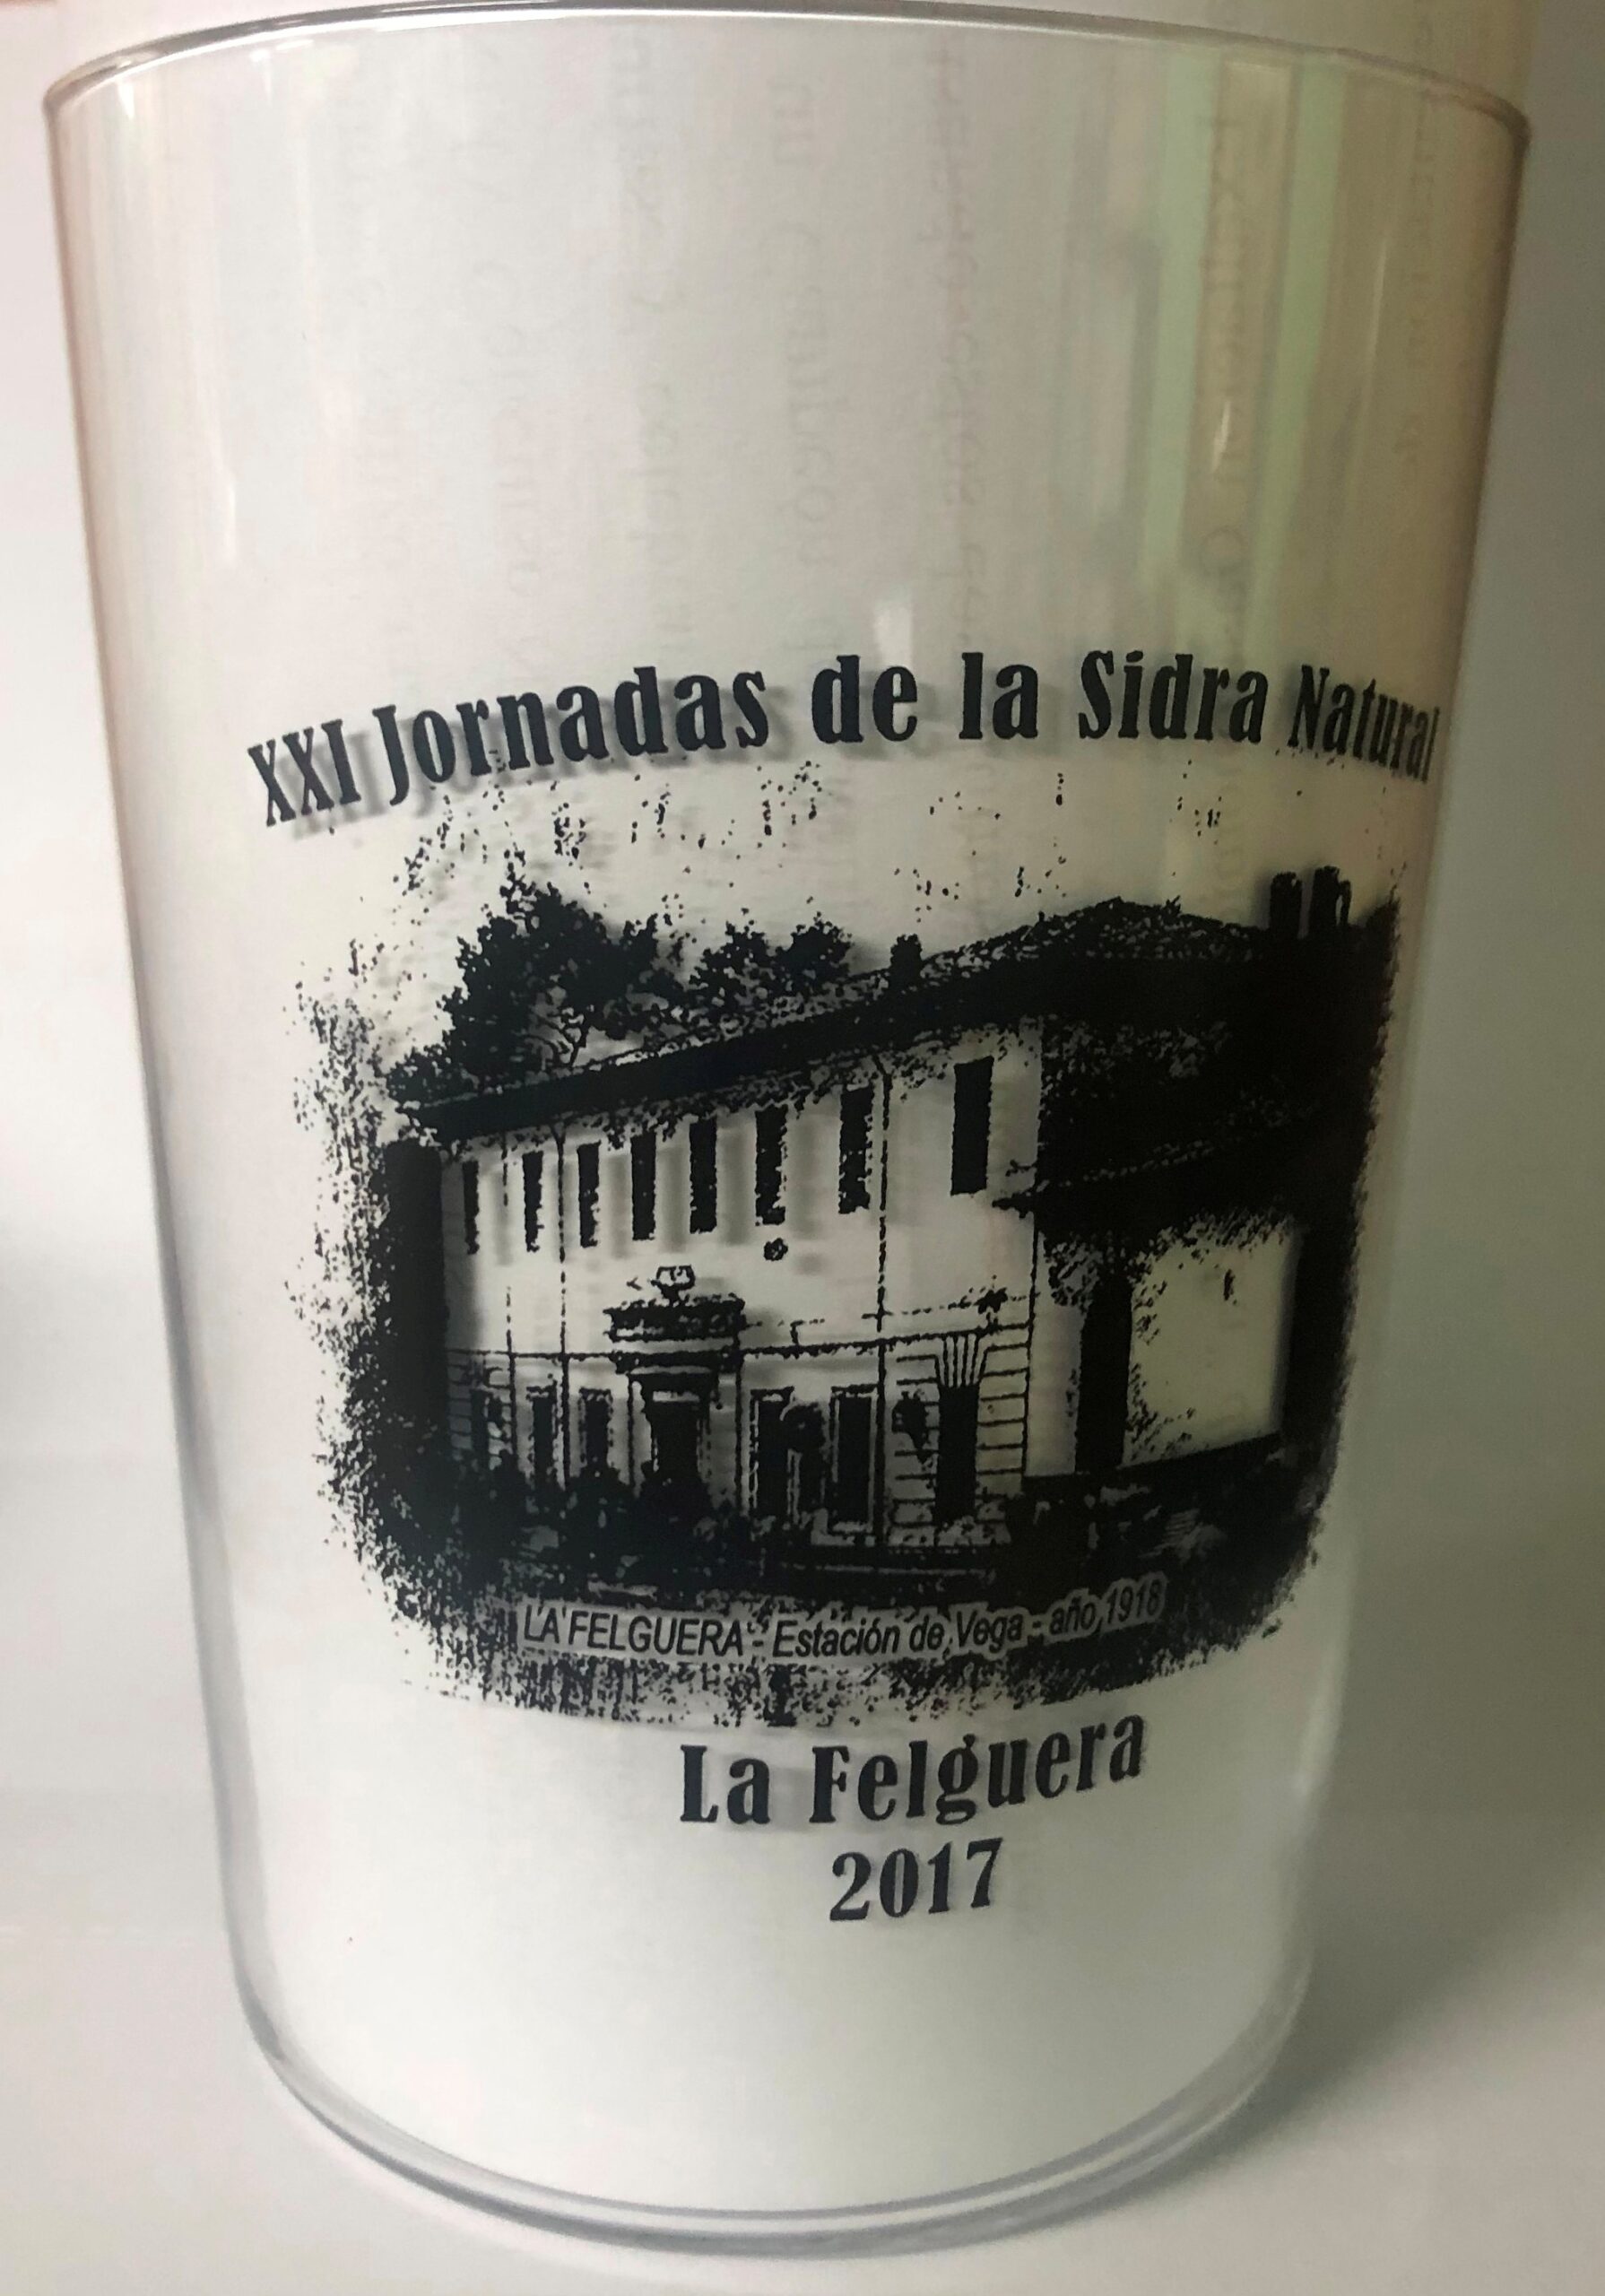 XXI Jornadas de la Sidra Natural
LA FELGUERA - Estación de Vega - año 1918
La Felguera
2017